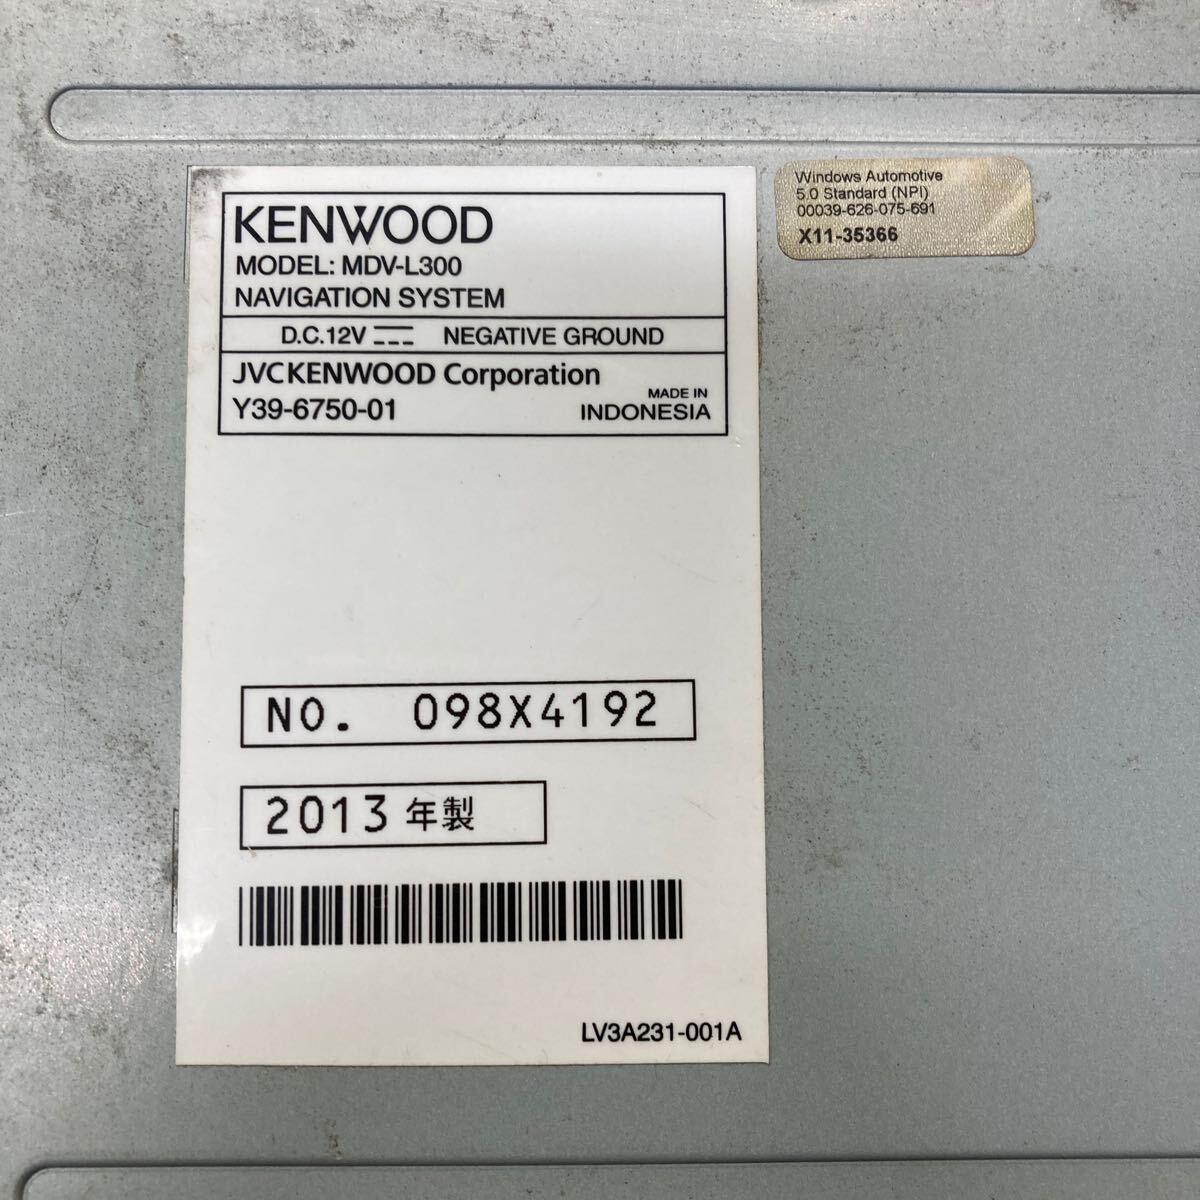 KENWOOD
MODEL: MDV-L300
NAVIGATION SYSTEM
D.C.12V NEGATIVE GROUND
JVCKENWOOD Corporation
Y39-6750-01
MADE IN
INDONESIA
NO. 098X4192
2013 年製
LV3A231-001A
Windows Automotive
5.0 Standard (NPI)
00039-626-075-691
X11-35366